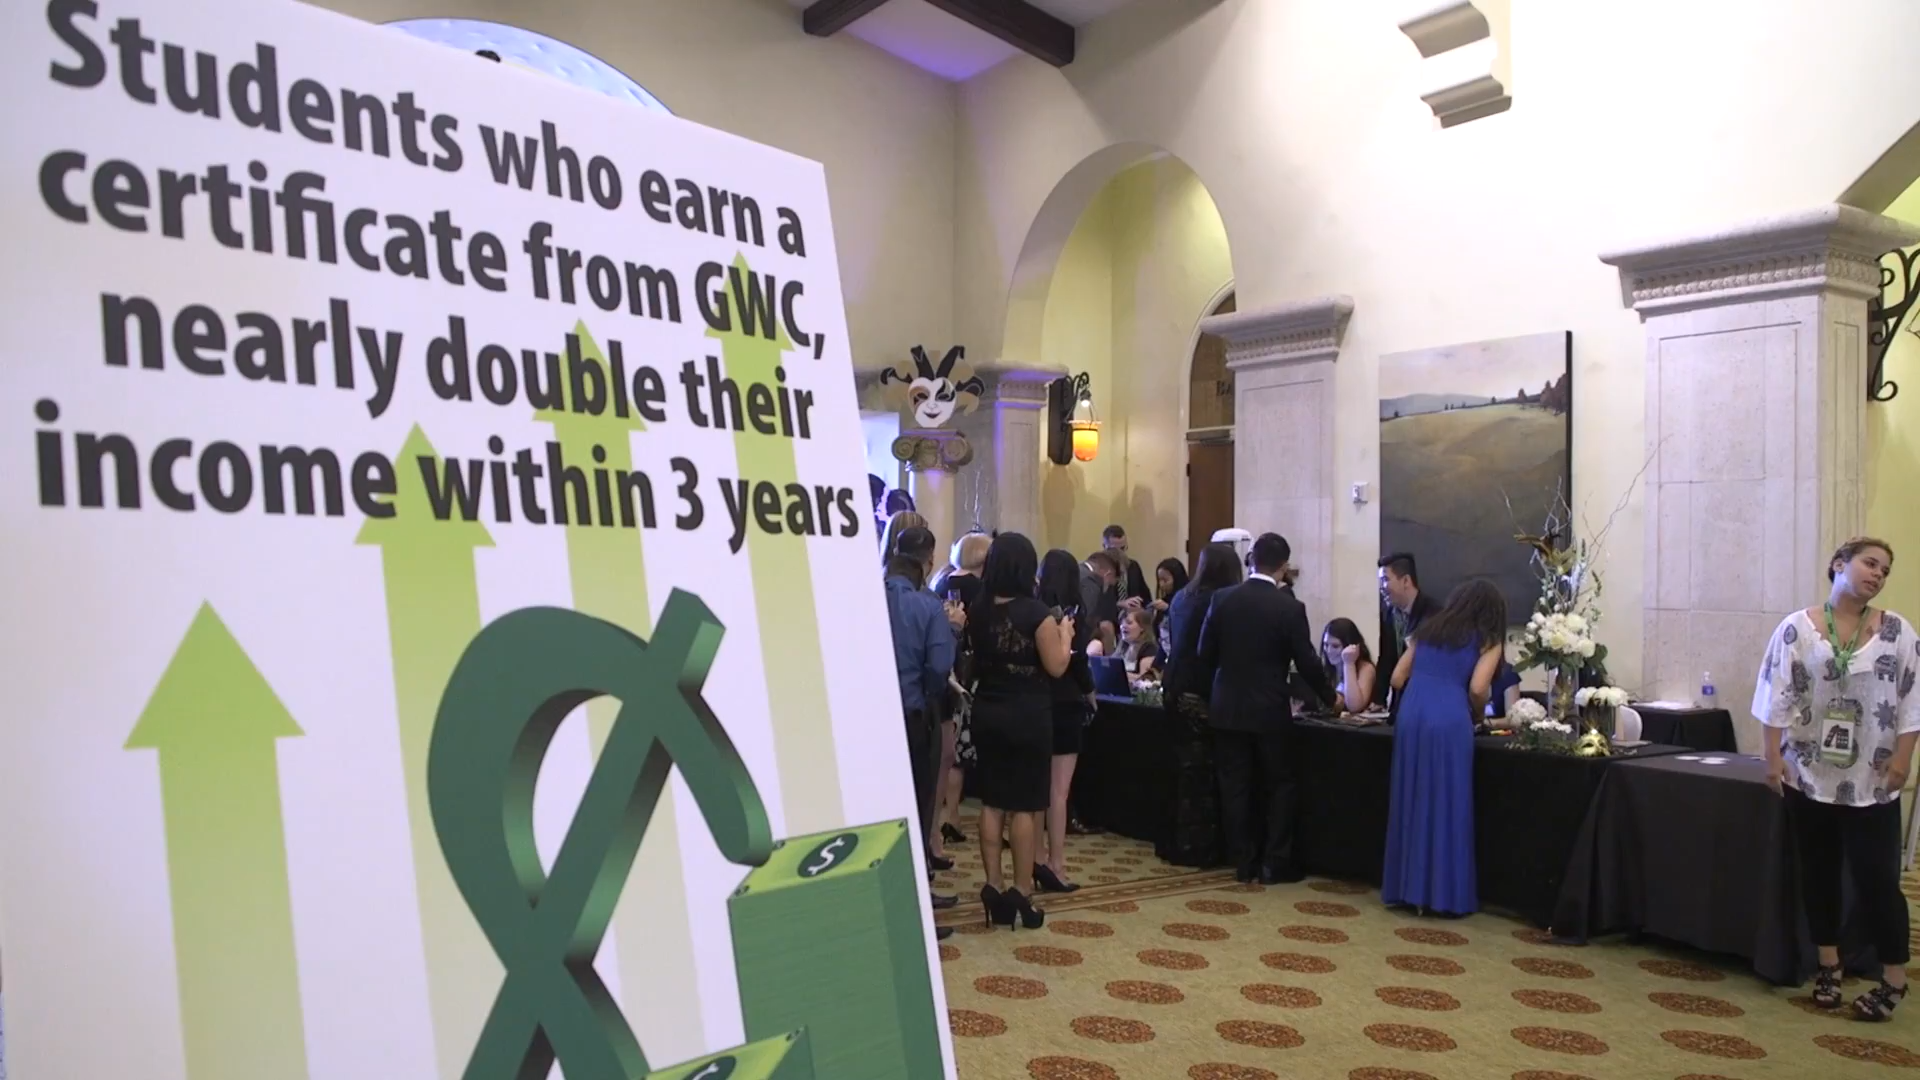 Students who earn a
certificate from GWC,
nearly double their
income within 3 years
$